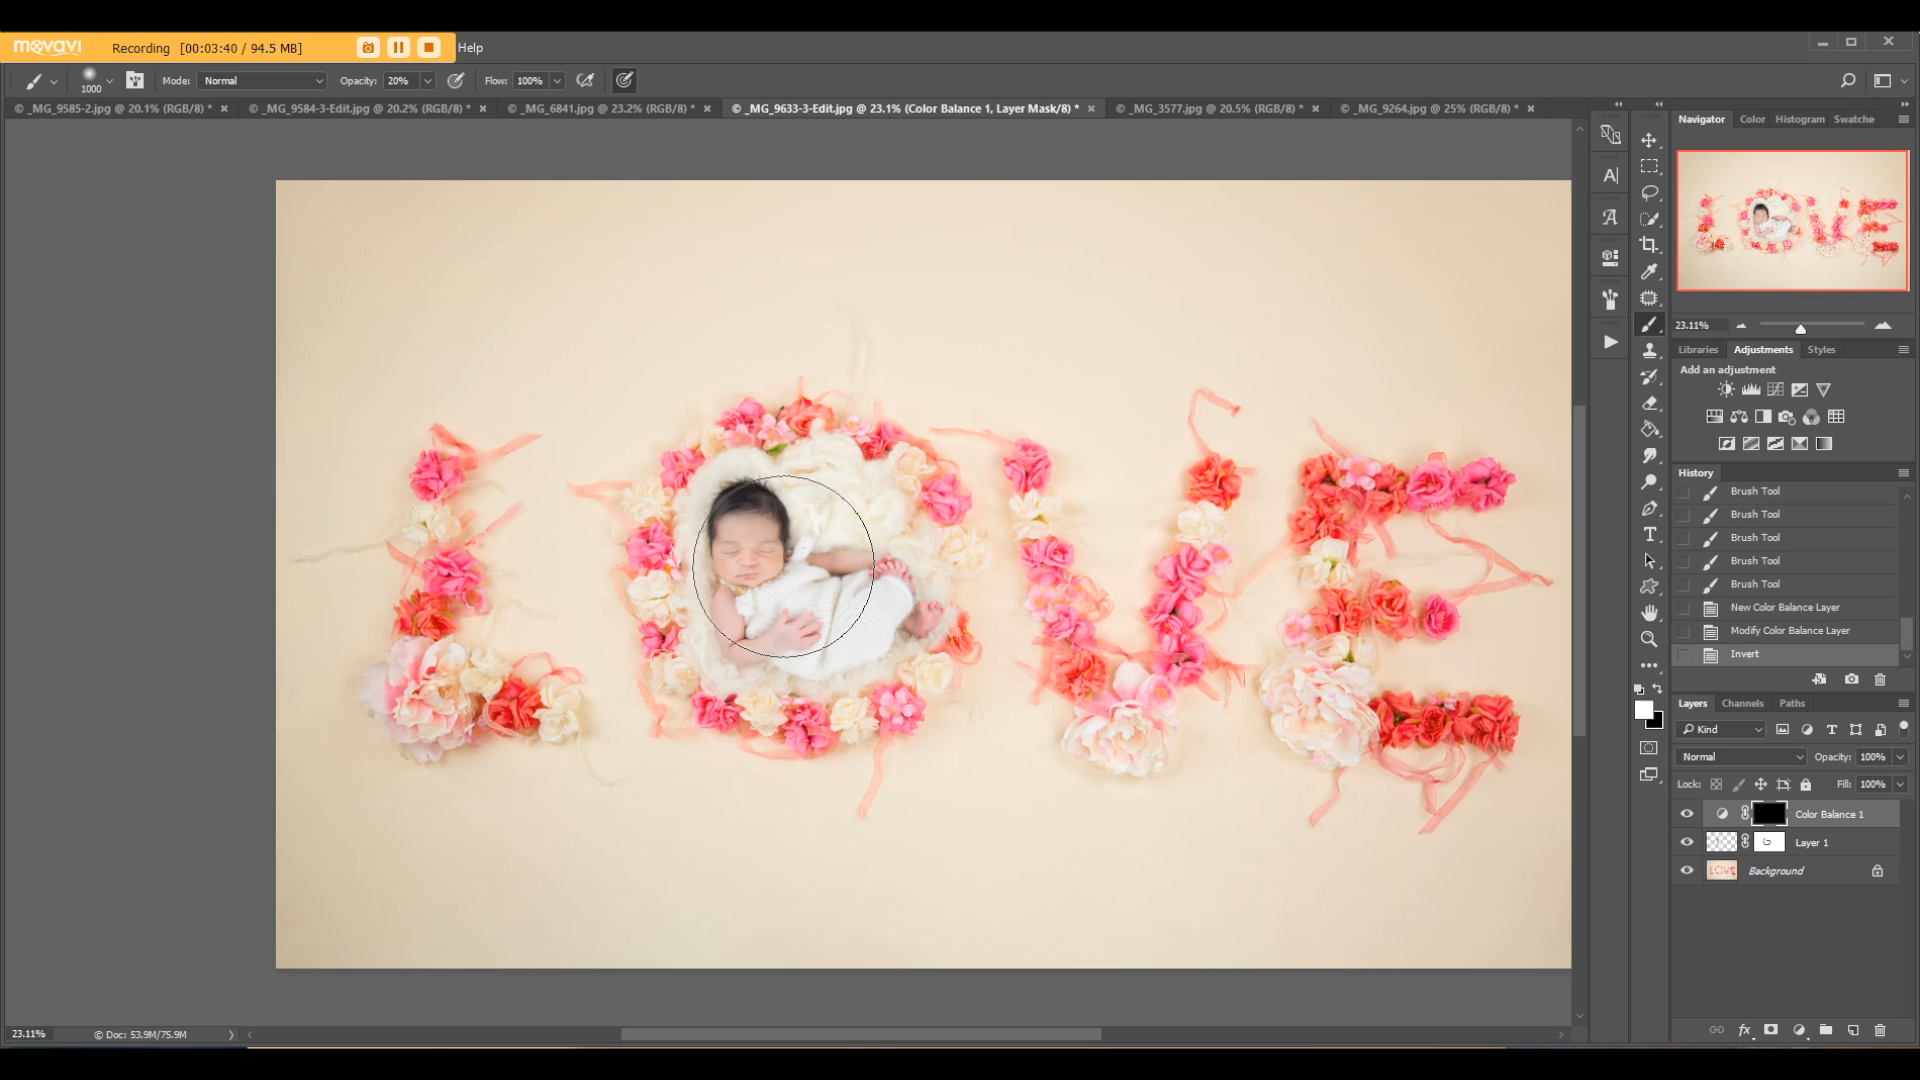 movavi Recording [00:03:40 / 94.5 MB] Help
1000 Mode: Normal Opacity: 20% Flow: 100%
© _MG_9585-2.jpg @ 20.1% (RGB/8) * × © _MG_9584-3-Edit.jpg @ 20.2% (RGB/8) * × © _MG_6841.jpg @ 23.2% (RGB/8) * × © _MG_9633-3-Edit.jpg @ 23.1% (Color Balance 1, Layer Mask/8) * × © _MG_3577.jpg @ 20.5% (RGB/8) * × © _MG_9264.jpg @ 25% (RGB/8) * ×
Navigator Color Histogram Swatche
LOVE
LOVE
23.11%
Libraries Adjustments Styles
Add an adjustment
History
Brush Tool
Brush Tool
Brush Tool
Brush Tool
Brush Tool
New Color Balance Layer
Modify Color Balance Layer
Invert
Layers Channels Paths
Kind
Normal Opacity: 100%
Lock: Fill: 100%
Color Balance 1
Layer 1
LOVE Background
fx
23.11% © Doc: 53.9M/75.9M